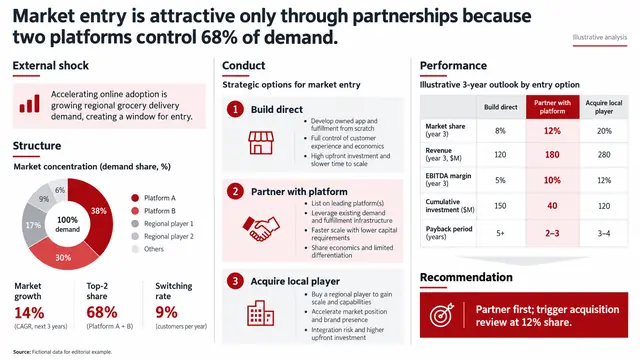 Market entry is attractive only through partnerships because
two platforms control 68% of demand.
Illustrative analysis
External shock
Accelerating online adoption is
growing regional grocery delivery
demand, creating a window for entry.
Structure
Market concentration (demand share, %)
6%
9%
17%
38%
30%
100%
demand
Platform A
Platform B
Regional player 1
Regional player 2
Others
Market
growth
14%
(CAGR, next 3 years)
Top-2
share
68%
(Platform A + B)
Switching
rate
9%
(customers per year)
Conduct
Strategic options for market entry
1 Build direct
• Develop owned app and
fulfillment from scratch
• Full control of customer
experience and economics
• High upfront investment and
slower time to scale
2 Partner with platform
• List on leading platform(s)
• Leverage existing demand
and fulfillment infrastructure
• Faster scale with lower capital
requirements
• Share economics and limited
differentiation
3 Acquire local player
• Buy a regional player to gain
scale and capabilities
• Accelerate market position
and brand presence
• Integration risk and higher
upfront investment
Performance
Illustrative 3-year outlook by entry option
Build direct
Partner with
platform
Acquire local
player
Market share
(year 3)
8%
12%
20%
Revenue
(year 3, $M)
120
180
280
EBITDA margin
(year 3)
5%
10%
12%
Cumulative
investment ($M)
150
40
120
Payback period
(years)
5+
2–3
3–4
Recommendation
Partner first; trigger acquisition
review at 12% share.
Source: Fictional data for editorial example.